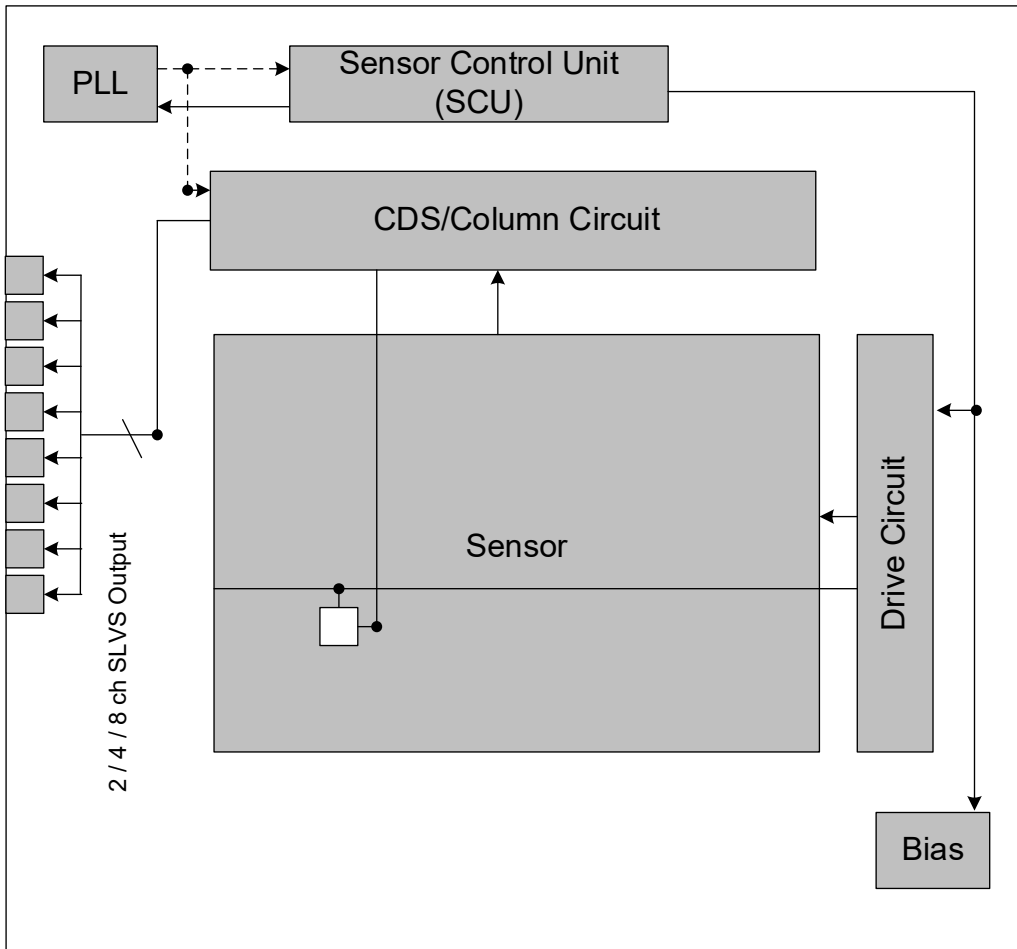 PLL
Sensor Control Unit
(SCU)
CDS/Column Circuit
Sensor
Drive Circuit
2 / 4 / 8 ch SLVS Output
Bias